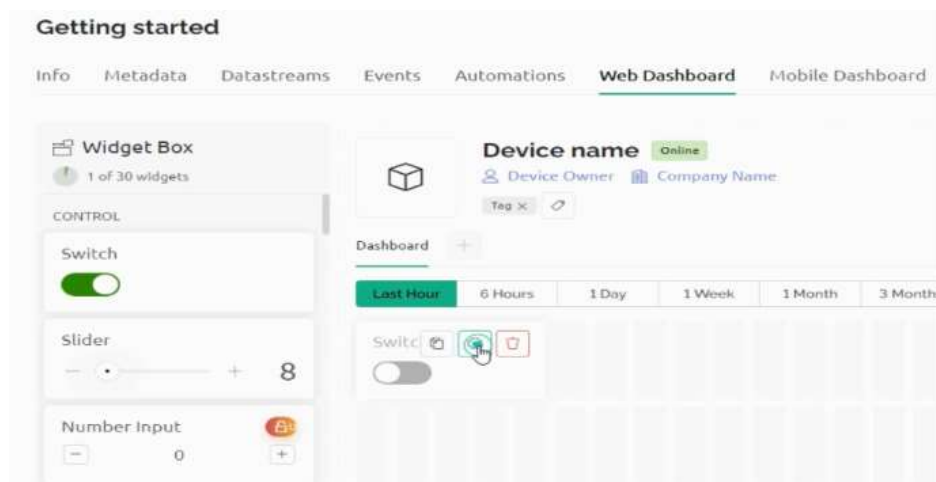 Getting started
Info Metadata Datastreams Events Automations Web Dashboard Mobile Dashboard
Widget Box
1 of 30 widgets
CONTROL
Switch
Slider
8
Number Input
0
Device name Online
Device Owner Company Name
Tag ×
Dashboard +
Last Hour 6 Hours 1 Day 1 Week 1 Month 3 Month
Switc